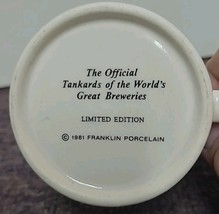 The Official
Tankards of the World's
Great Breweries
LIMITED EDITION
© 1981 FRANKLIN PORCELAIN